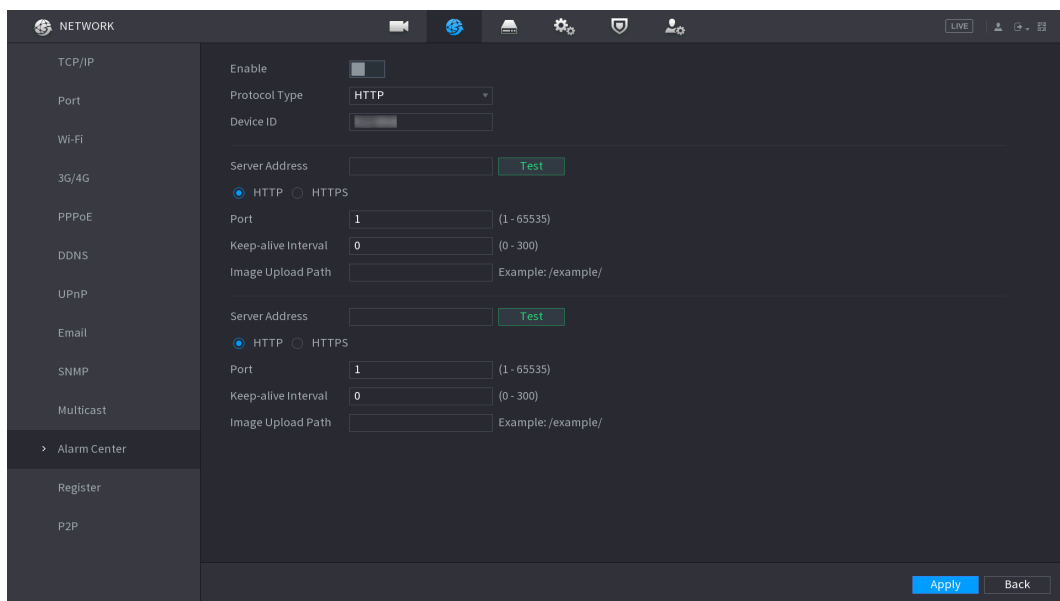 NETWORK
LIVE
TCP/IP
Port
Wi-Fi
3G/4G
PPPoE
DDNS
UPnP
Email
SNMP
Multicast
Alarm Center
Register
P2P
Enable
Protocol Type HTTP
Device ID
Server Address Test
HTTP HTTPS
Port 1 (1 - 65535)
Keep-alive Interval 0 (0 - 300)
Image Upload Path Example: /example/
Server Address Test
HTTP HTTPS
Port 1 (1 - 65535)
Keep-alive Interval 0 (0 - 300)
Image Upload Path Example: /example/
Apply Back